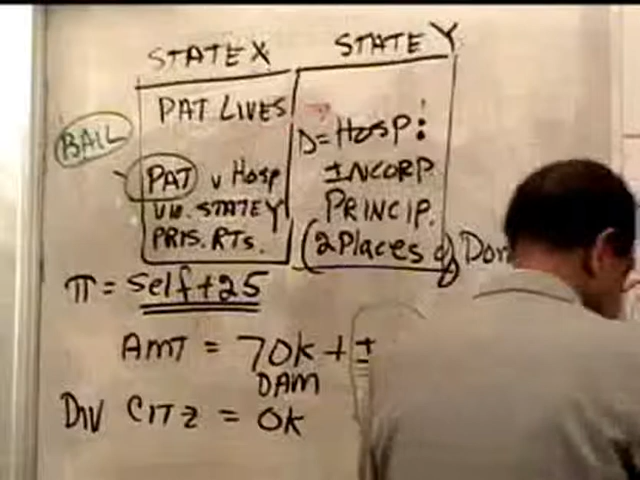 STATE X
STATE Y
PAT LIVES
D = HOSP:
BAIL
INCORP
PAT v Hosp
PRINCIP.
VIO. STATE Y
(2 Places of Dom
PRIS. RTS.
π = self + 25
AMT = 70K +
DAM
DIV CITZ = OK